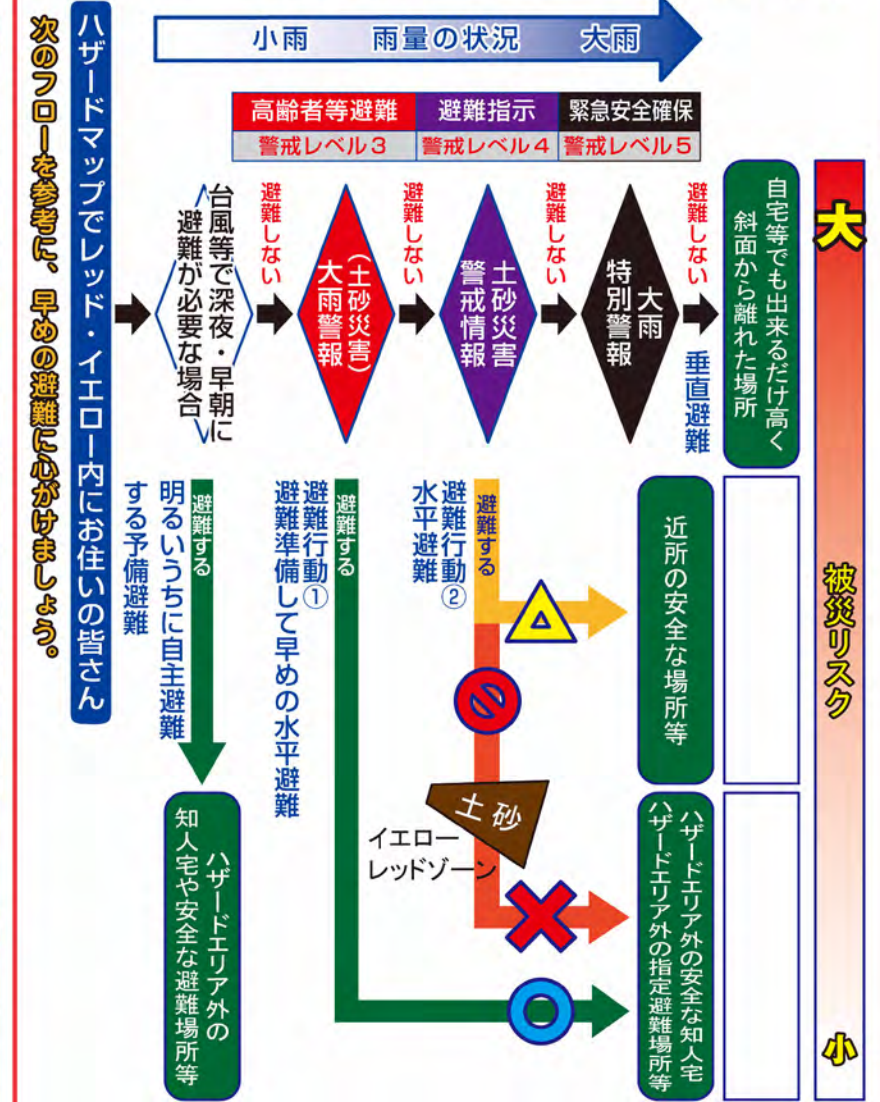 ハザードマップでレッド・イエロー内にお住いの皆さん
次のフローを参考に、早めの避難に心がけましょう。
小雨 雨量の状況 大雨
高齢者等避難 避難指示 緊急安全確保
警戒レベル3 警戒レベル4 警戒レベル5
台風等で深夜・早朝に
避難が必要な場合
避難しない
(土砂災害)
大雨警報
避難しない
土砂災害
警戒情報
避難しない
大雨
特別警報
避難しない
垂直避難
自宅等でも出来るだけ高く
斜面から離れた場所
避難する
明るいうちに自主避難
する予備避難
ハザードエリア外の
知人宅や安全な避難場所等
避難する
避難行動①
避難準備して早めの水平避難
避難する
避難行動②
水平避難
近所の安全な場所等
土砂
イエロー
レッドゾーン
ハザードエリア外の安全な知人宅
ハザードエリア外の指定避難場所等
大
被災リスク
小